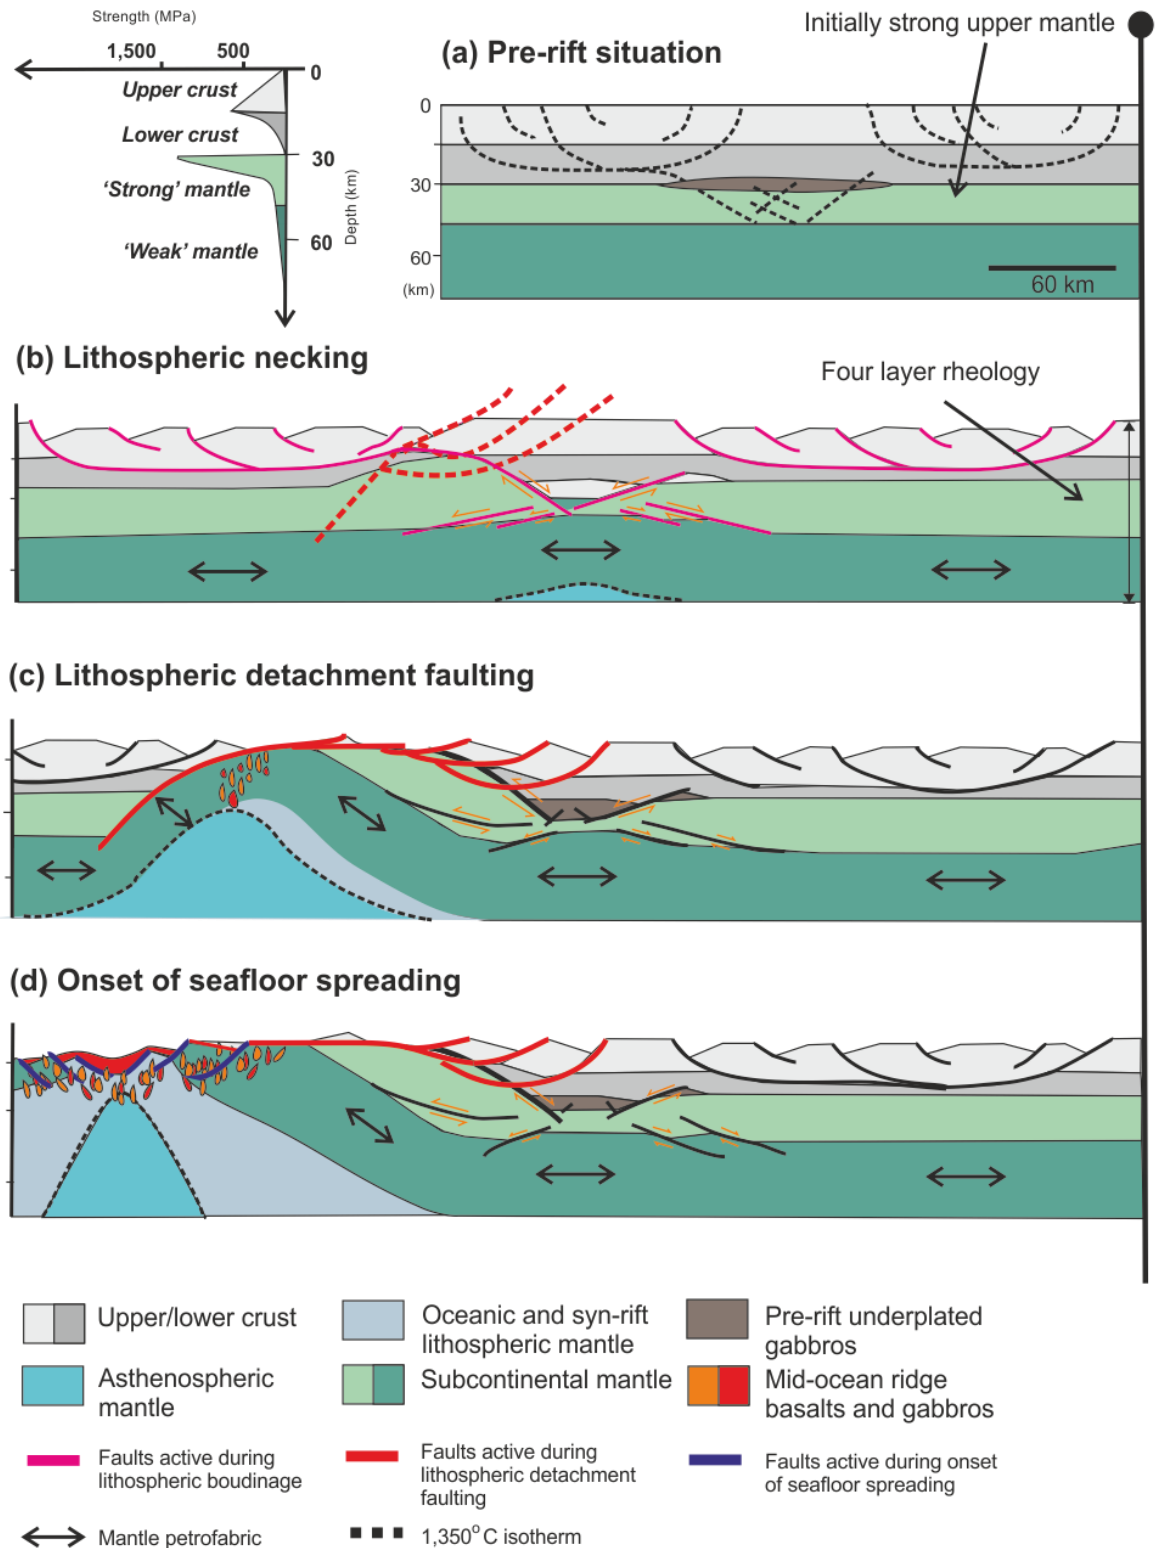 Strength (MPa)
1,500
500
0
Upper crust
Lower crust
30
'Strong' mantle
Depth (km)
60
'Weak' mantle
Initially strong upper mantle
(a) Pre-rift situation
0
30
60
(km)
60 km
(b) Lithospheric necking
Four layer rheology
(c) Lithospheric detachment faulting
(d) Onset of seafloor spreading
Upper/lower crust
Oceanic and syn-rift
lithospheric mantle
Pre-rift underplated
gabbros
Asthenospheric
mantle
Subcontinental mantle
Mid-ocean ridge
basalts and gabbros
Faults active during
lithospheric boudinage
Faults active during
lithospheric detachment
faulting
Faults active during onset
of seafloor spreading
Mantle petrofabric
1,350° C isotherm